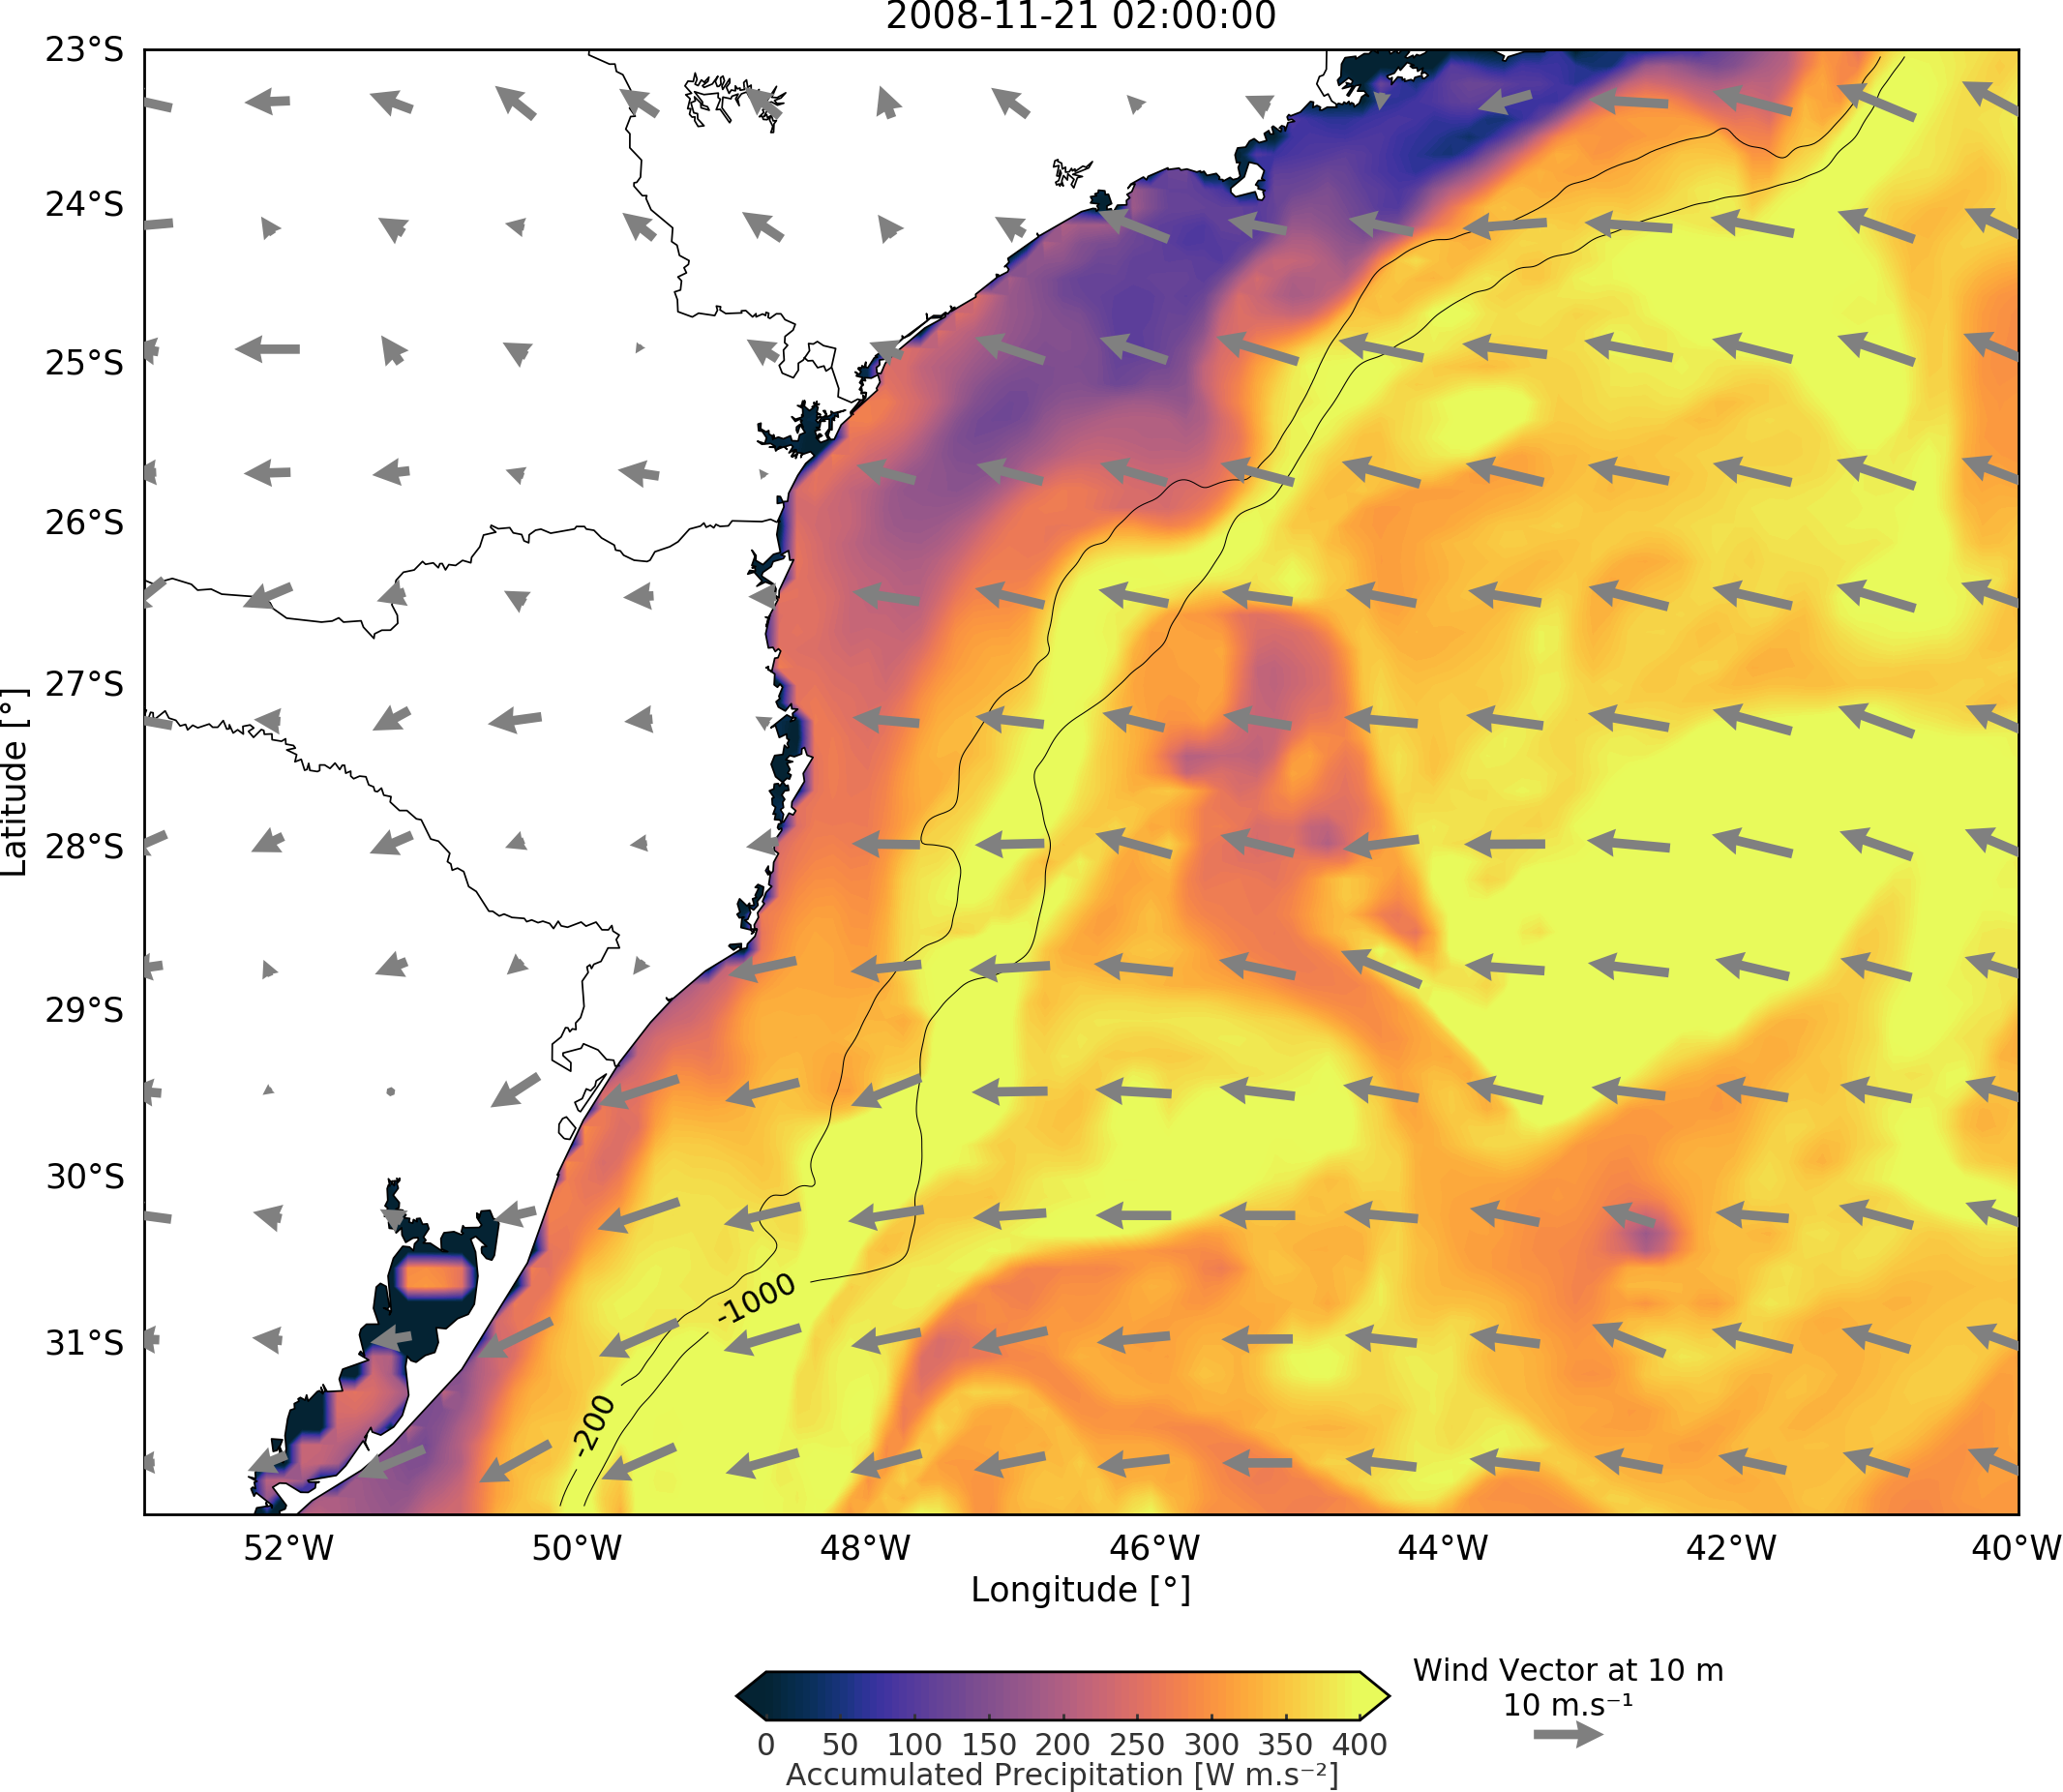 2008-11-21 02:00:00
23°S
24°S
25°S
26°S
27°S
28°S
29°S
30°S
31°S
Latitude [°]
-1000
-200
52°W
50°W
48°W
46°W
44°W
42°W
40°W
Longitude [°]
Wind Vector at 10 m
10 m.s⁻¹
0
50
100
150
200
250
300
350
400
Accumulated Precipitation [W m.s⁻²]